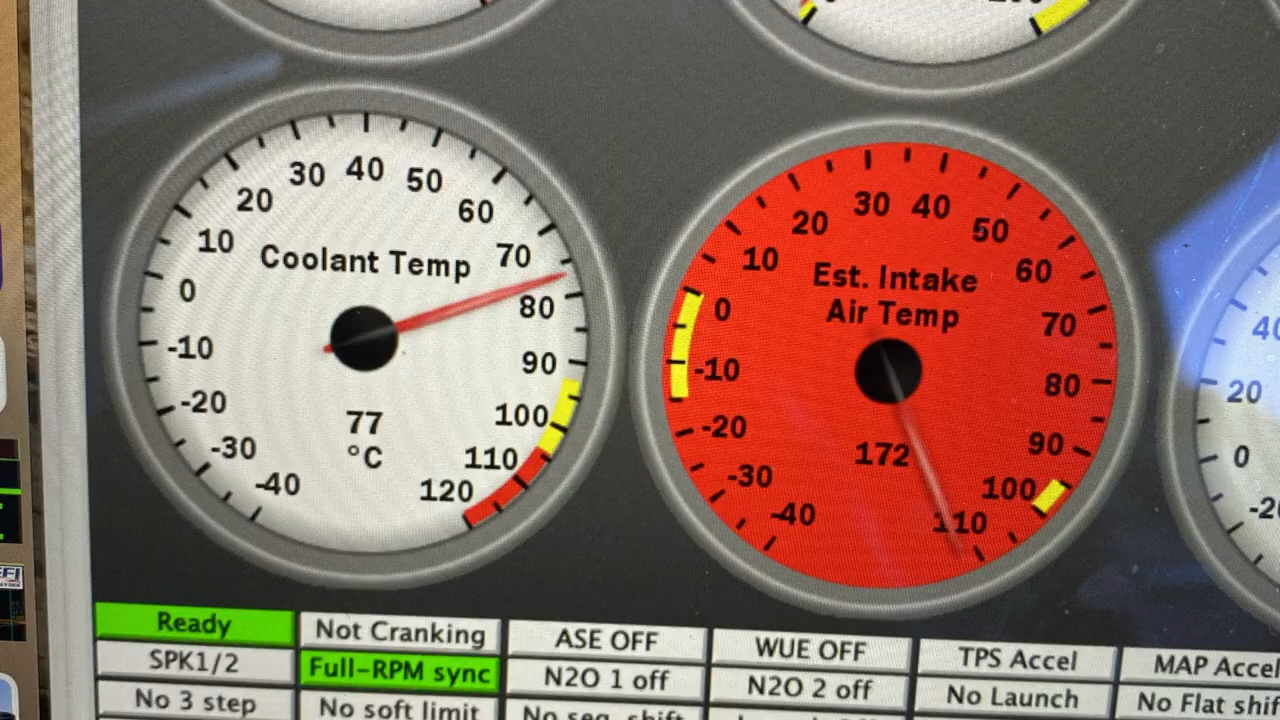 Coolant Temp
-40
-30
-20
-10
0
10
20
30
40
50
60
70
80
90
100
110
120
77
°C
Est. Intake
Air Temp
-40
-30
-20
-10
0
10
20
30
40
50
60
70
80
90
100
110
172
40
20
0
Ready
Not Cranking
ASE OFF
WUE OFF
TPS Accel
MAP Accel
SPK1/2
Full-RPM sync
N2O 1 off
N2O 2 off
No Launch
No Flat shif
No 3 step
No soft limit
No seq. shift